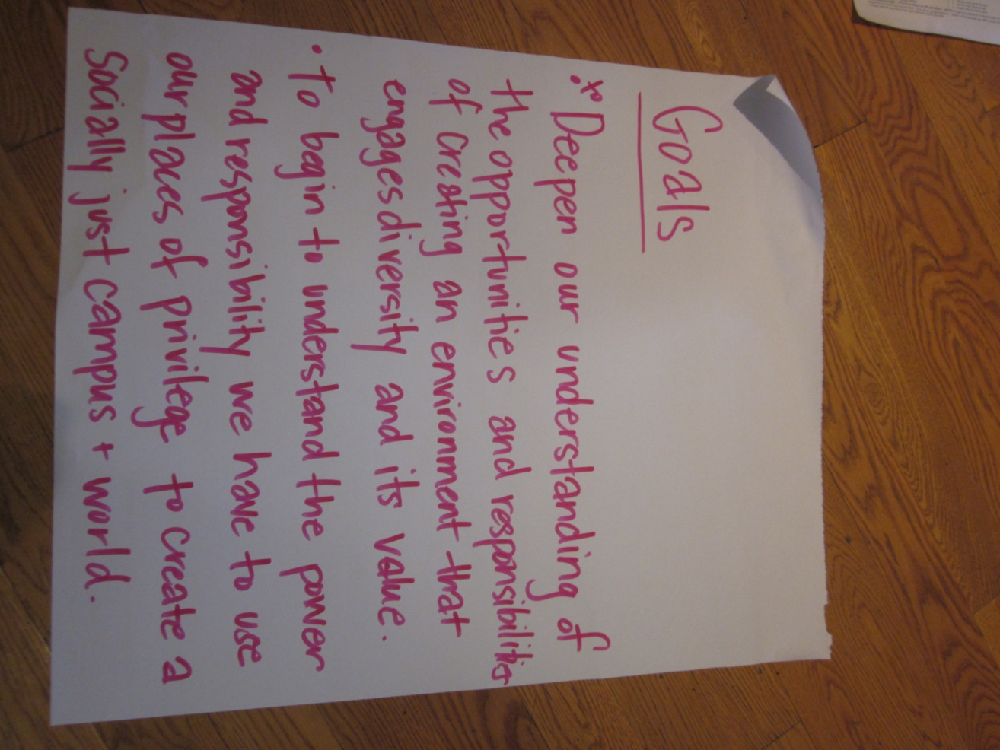 Goals
• To Deepen our understanding of
the opportunities and responsibilities
of creating an environment that
engages diversity and its value.
• To begin to understand the power
and responsibility we have to use
our places of privilege to create a
Socially just campus + world.